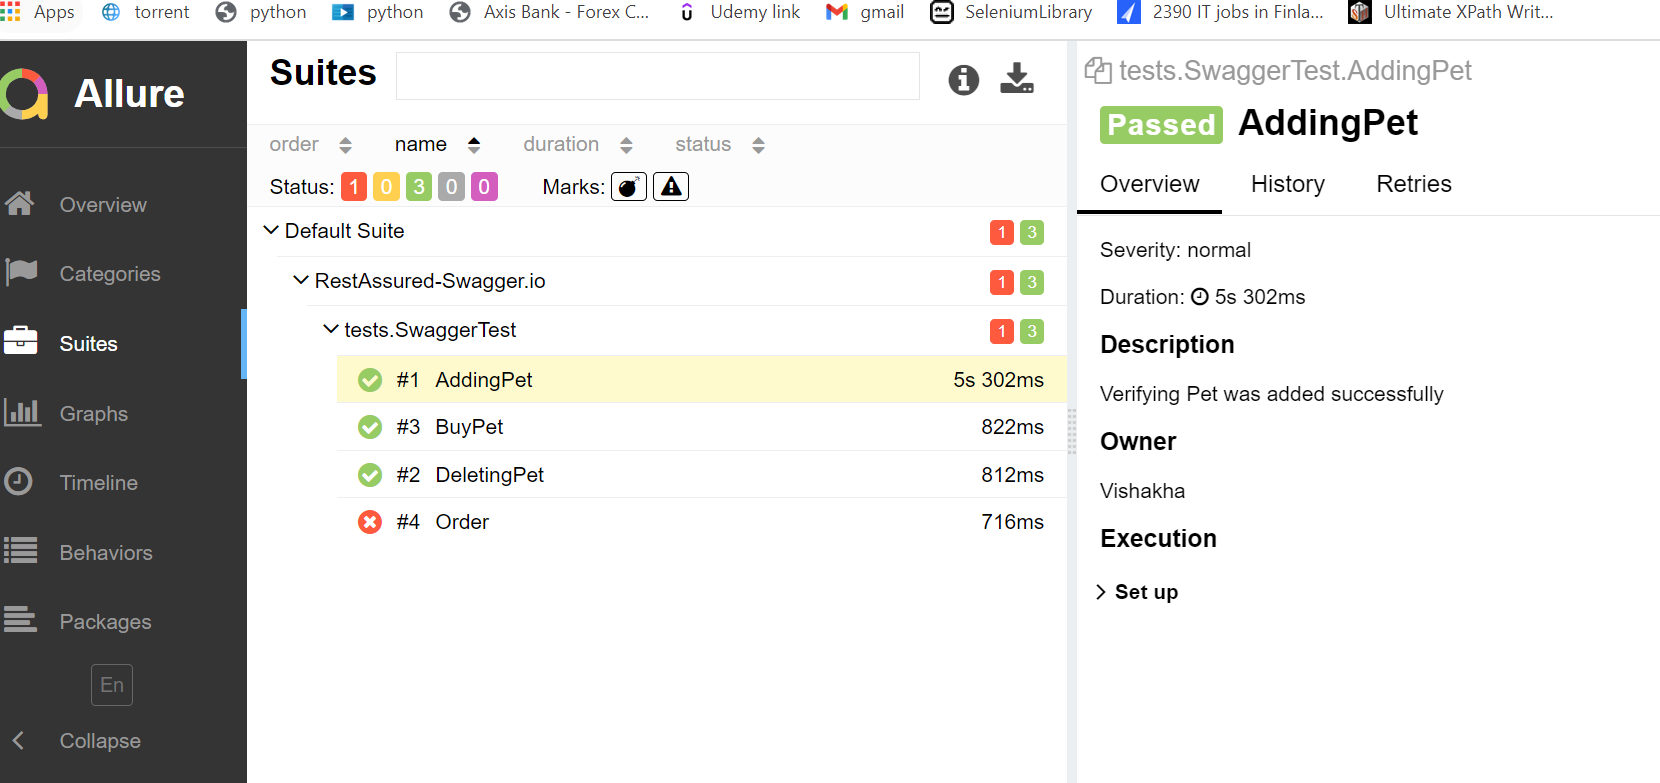 Apps torrent python python Axis Bank - Forex C... Udemy link gmail SeleniumLibrary 2390 IT jobs in Finla... Ultimate XPath Writ...
Allure
Overview
Categories
Suites
Graphs
Timeline
Behaviors
Packages
En
Collapse
Suites
order name duration status
Status: 1 0 3 0 0 Marks:
Default Suite 1 3
RestAssured-Swagger.io 1 3
tests.SwaggerTest 1 3
#1 AddingPet 5s 302ms
#3 BuyPet 822ms
#2 DeletingPet 812ms
#4 Order 716ms
tests.SwaggerTest.AddingPet
Passed AddingPet
Overview History Retries
Severity: normal
Duration: 5s 302ms
Description
Verifying Pet was added successfully
Owner
Vishakha
Execution
Set up